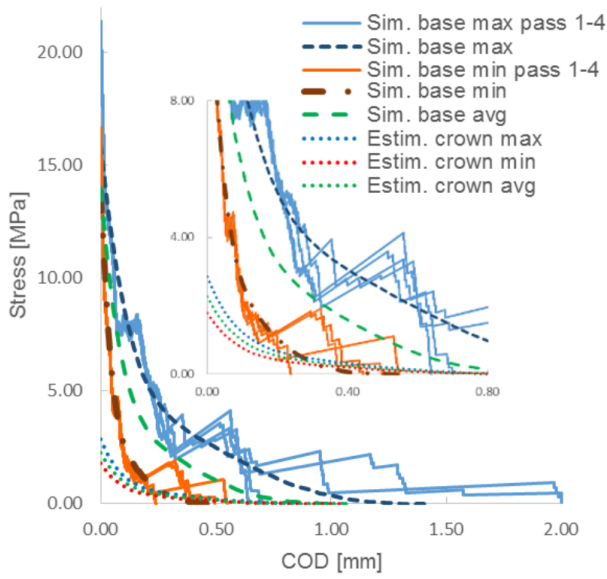 20.00
15.00
10.00
5.00
0.00
Stress [MPa]
Sim. base max pass 1-4
Sim. base max
Sim. base min pass 1-4
Sim. base min
Sim. base avg
Estim. crown max
Estim. crown min
Estim. crown avg
8.00
4.00
0.00
0.00 0.40 0.80
0.00 0.50 1.00 1.50 2.00
COD [mm]